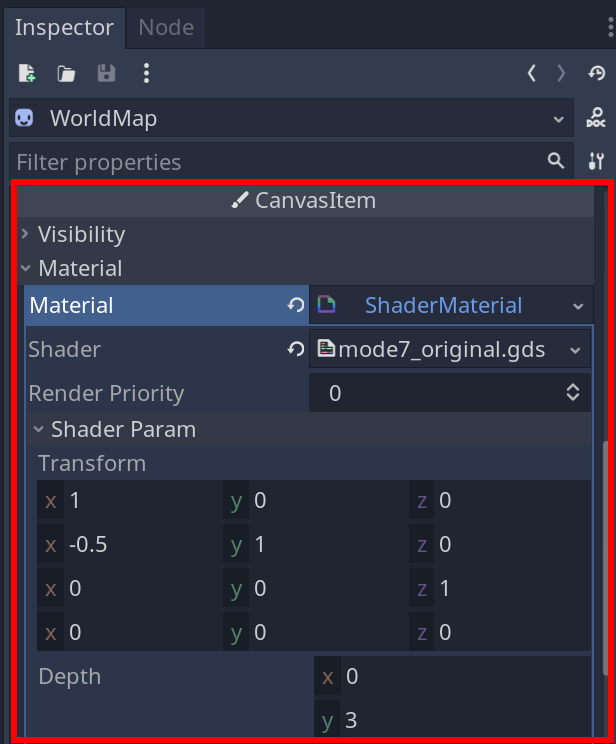 Inspector Node
WorldMap
DOC
Filter properties
CanvasItem
Visibility
Material
Material ShaderMaterial
Shader mode7_original.gds
Render Priority 0
Shader Param
Transform
x 1 y 0 z 0
x -0.5 y 1 z 0
x 0 y 0 z 1
x 0 y 0 z 0
Depth x 0
y 3